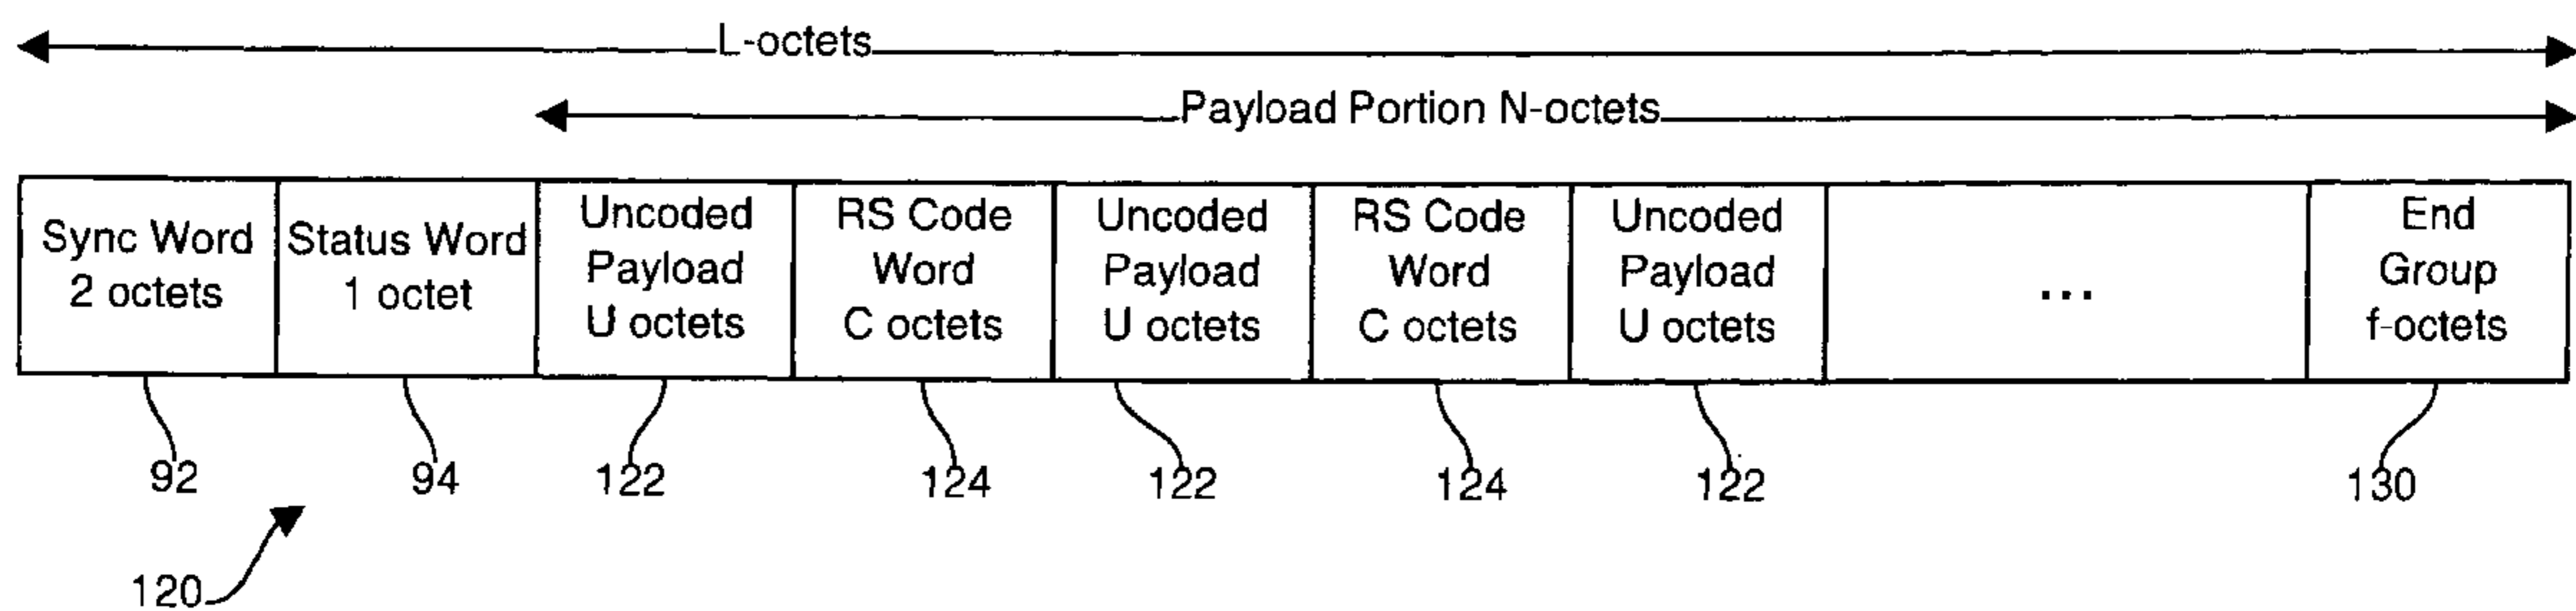 L-octets
Payload Portion N-octets
Sync Word
2 octets
Status Word
1 octet
Uncoded
Payload
U octets
RS Code
Word
C octets
Uncoded
Payload
U octets
RS Code
Word
C octets
Uncoded
Payload
U octets
...
End
Group
f-octets
92
94
122
124
122
124
122
130
120